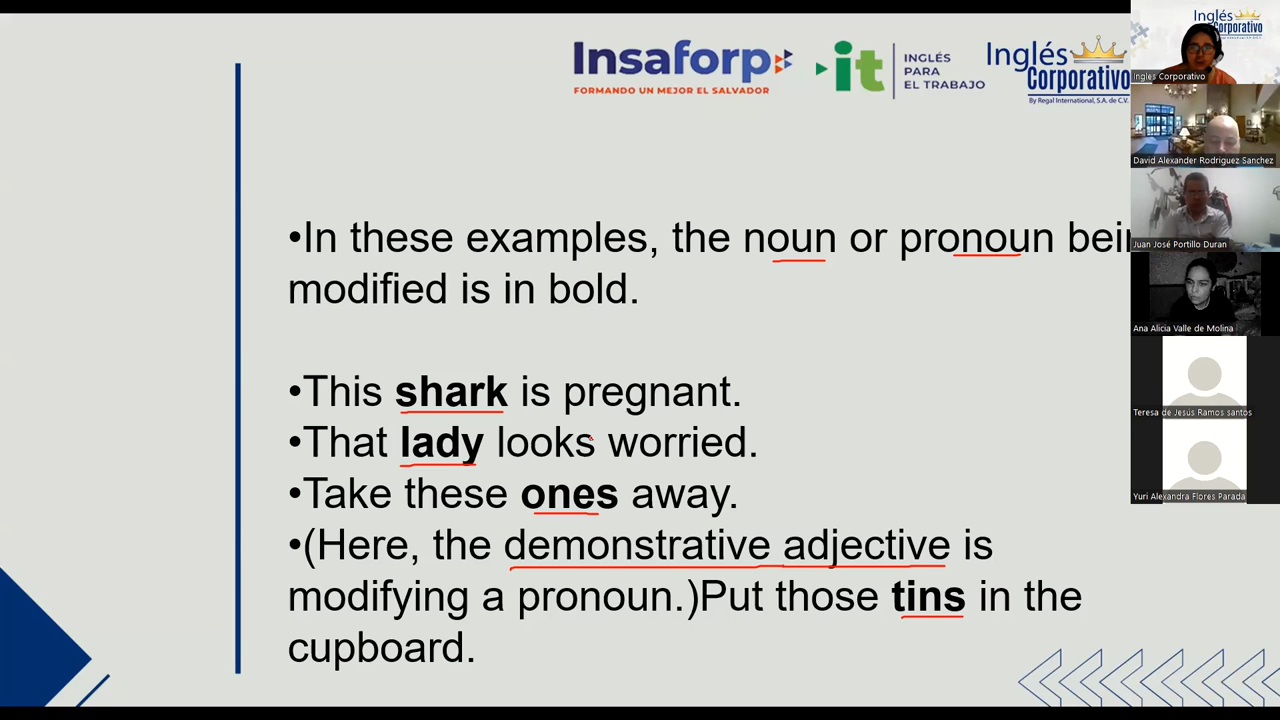 Insaforp
FORMANDO UN MEJOR EL SALVADOR
it
INGLÉS
PARA
EL TRABAJO
Inglés
Corporativo
By Regal International, S.A. de C.V.
•In these examples, the noun or pronoun bei
modified is in bold.
•This shark is pregnant.
•That lady looks worried.
•Take these ones away.
•(Here, the demonstrative adjective is
modifying a pronoun.)Put those tins in the
cupboard.
Inglés
Corporativo
Ingles Corporativo
David Alexander Rodriguez Sanchez
Juan José Portillo Duran
Ana Alicia Valle de Molina
Teresa de Jesús Ramos santos
Yuri Alexandra Flores Parada